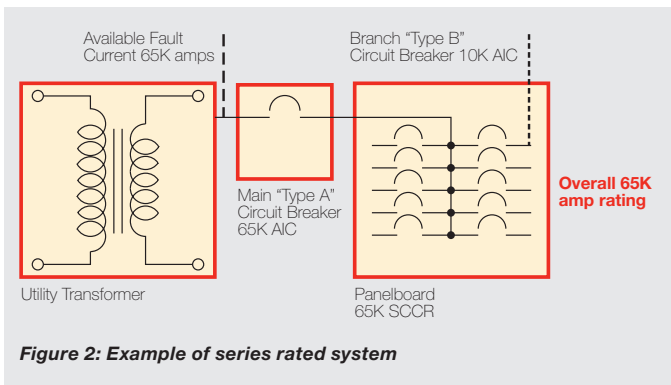 Available Fault
Current 65K amps
Branch "Type B"
Circuit Breaker 10K AIC
Main "Type A"
Circuit Breaker
65K AIC
Overall 65K
amp rating
Utility Transformer
Panelboard
65K SCCR
Figure 2: Example of series rated system